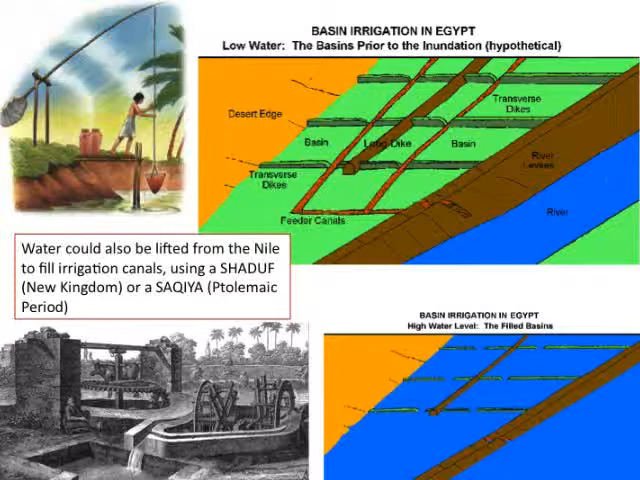 BASIN IRRIGATION IN EGYPT
Low Water: The Basins Prior to the Inundation (hypothetical)
Desert Edge
Transverse
Dikes
Basin
Long Dike
Basin
River
Levees
Transverse
Dikes
River
Feeder Canals
Water could also be lifted from the Nile
to fill irrigation canals, using a SHADUF
(New Kingdom) or a SAQIYA (Ptolemaic
Period)
BASIN IRRIGATION IN EGYPT
High Water Level: The Filled Basins